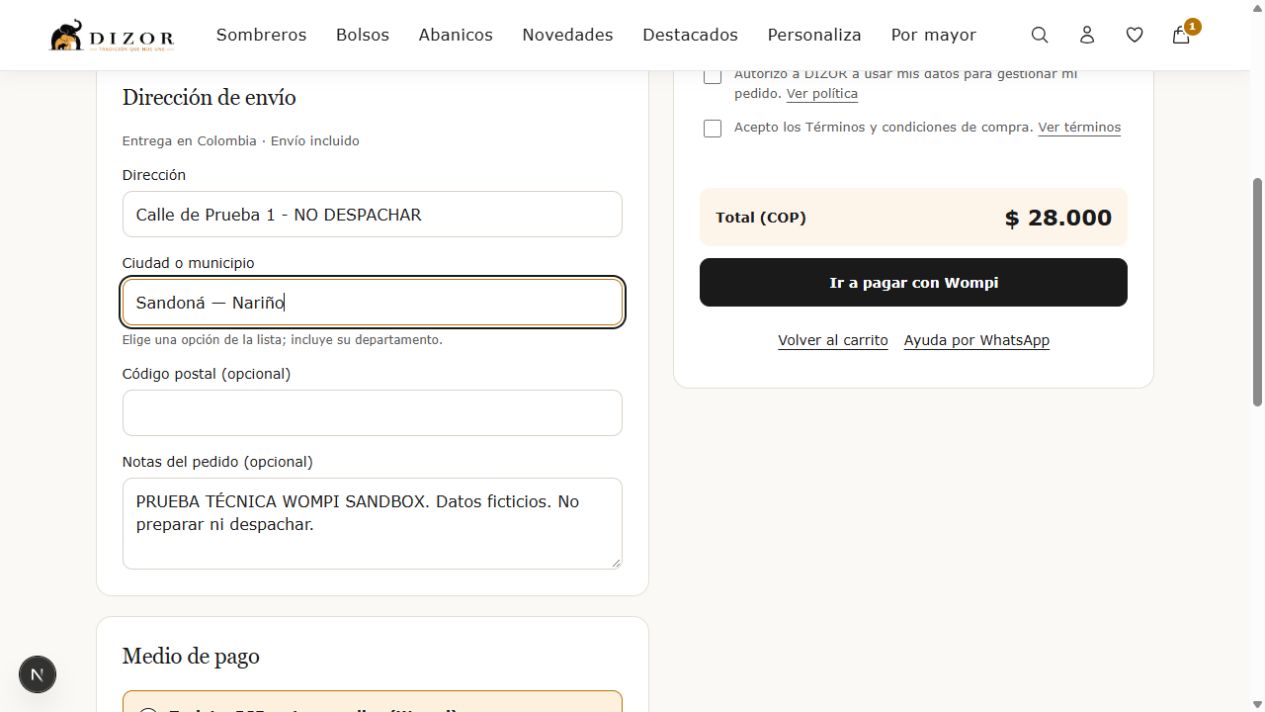 DIZOR
TRADICIÓN QUE NOS UNE
Sombreros
Bolsos
Abanicos
Novedades
Destacados
Personaliza
Por mayor
1
Dirección de envío
Entrega en Colombia · Envío incluido
Dirección
Calle de Prueba 1 - NO DESPACHAR
Ciudad o municipio
Sandoná — Nariño
Elige una opción de la lista; incluye su departamento.
Código postal (opcional)
Notas del pedido (opcional)
PRUEBA TÉCNICA WOMPI SANDBOX. Datos ficticios. No
preparar ni despachar.
Medio de pago
Autorizo a DIZOR a usar mis datos para gestionar mi
pedido. Ver política
Acepto los Términos y condiciones de compra. Ver términos
Total (COP)
$ 28.000
Ir a pagar con Wompi
Volver al carrito
Ayuda por WhatsApp
N